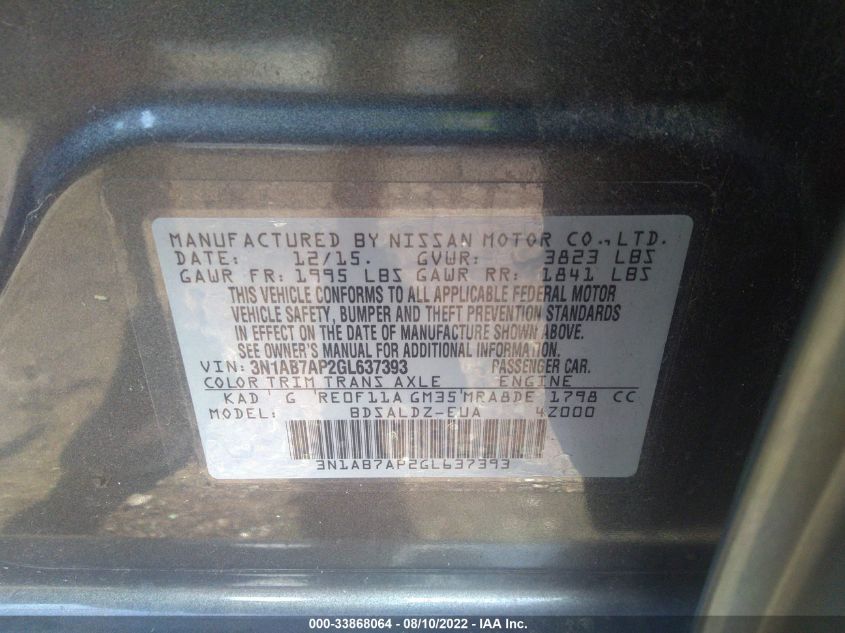 MANUFACTURED BY NISSAN MOTOR CO.,LTD.
DATE: 12/15. GVWR: 3823 LBS
GAWR FR: 1995 LBS GAWR RR: 1841 LBS
THIS VEHICLE CONFORMS TO ALL APPLICABLE FEDERAL MOTOR
VEHICLE SAFETY, BUMPER AND THEFT PREVENTION STANDARDS
IN EFFECT ON THE DATE OF MANUFACTURE SHOWN ABOVE.
SEE OWNER'S MANUAL FOR ADDITIONAL INFORMATION.
VIN: 3N1AB7AP2GL637393 PASSENGER CAR.
COLOR TRIM TRANS AXLE ENGINE
KAD G RE0F11A GM35 MRA8DE 1798 CC
MODEL: BDSALDZ-EUA 4Z000
3N1AB7AP2GL637393
000-33868064 - 08/10/2022 - IAA Inc.